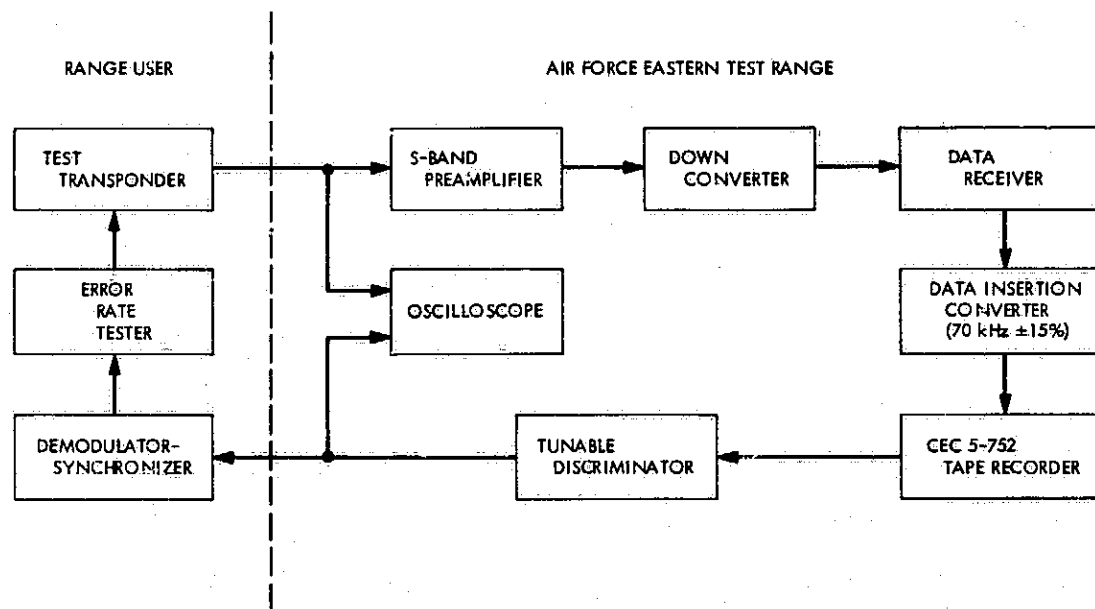 RANGE USER
AIR FORCE EASTERN TEST RANGE
TEST
TRANSPONDER
S-BAND
PREAMPLIFIER
DOWN
CONVERTER
DATA
RECEIVER
ERROR
RATE
TESTER
OSCILLOSCOPE
DATA INSERTION
CONVERTER
(70 kHz ±15%)
DEMODULATOR-
SYNCHRONIZER
TUNABLE
DISCRIMINATOR
CEC 5-752
TAPE RECORDER